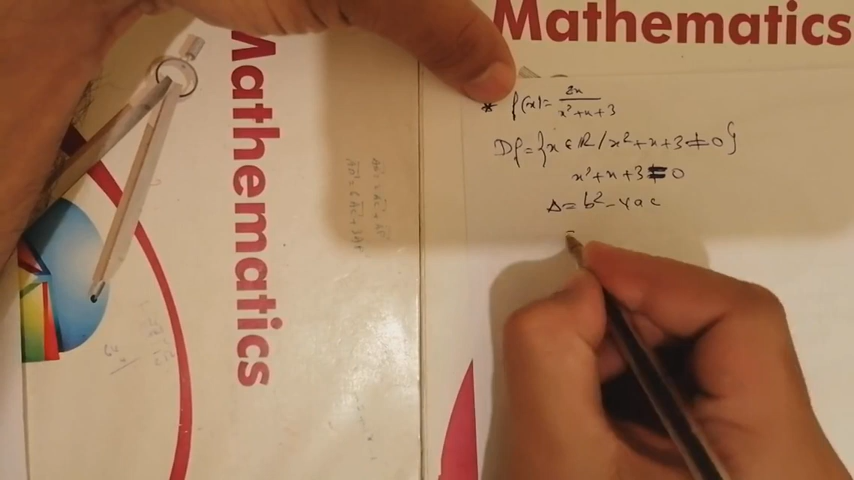 Mathematics
Mathematics
* f(x)= 2x / x²+x+3
Df={x ∈ ℝ / x²+x+3≠0}
x²+x+3=0
Δ=b²-4ac
=